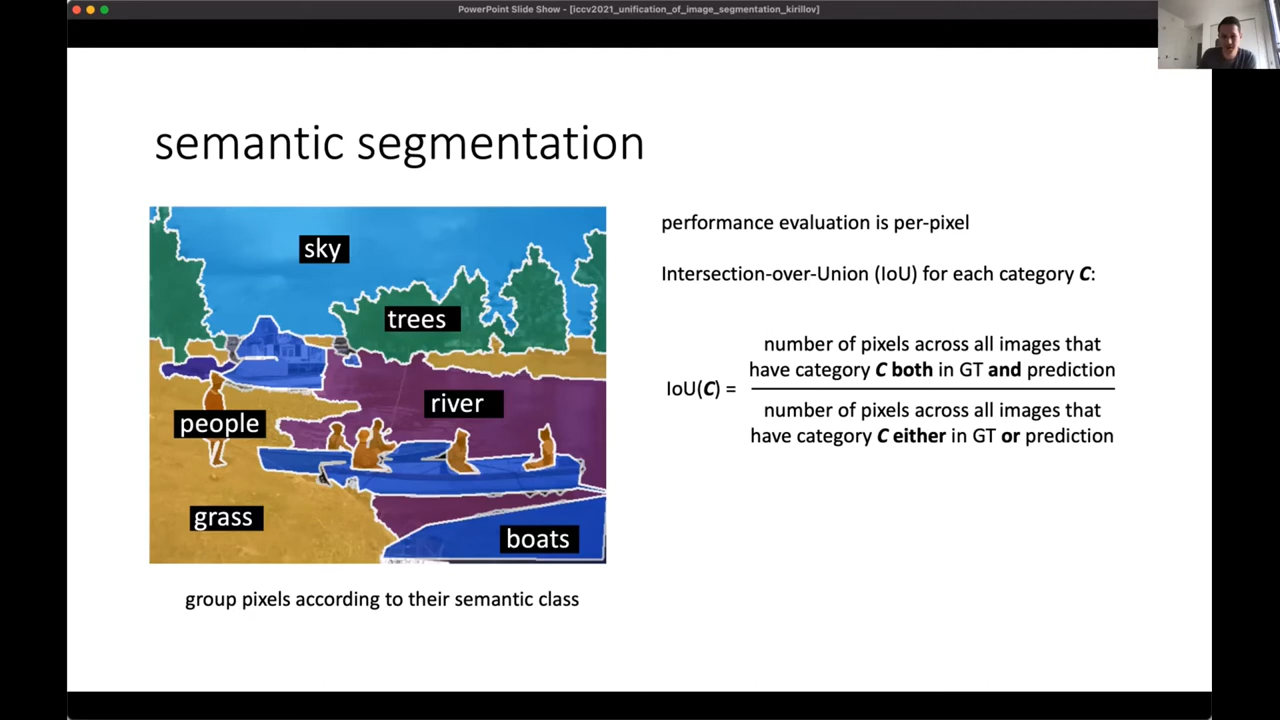 PowerPoint Slide Show - [iccv2021_unification_of_image_segmentation_kirillov]
semantic segmentation
sky
trees
river
people
grass
boats
group pixels according to their semantic class
performance evaluation is per-pixel
Intersection-over-Union (IoU) for each category C:
number of pixels across all images that
have category C both in GT and prediction
IoU(C) =
number of pixels across all images that
have category C either in GT or prediction